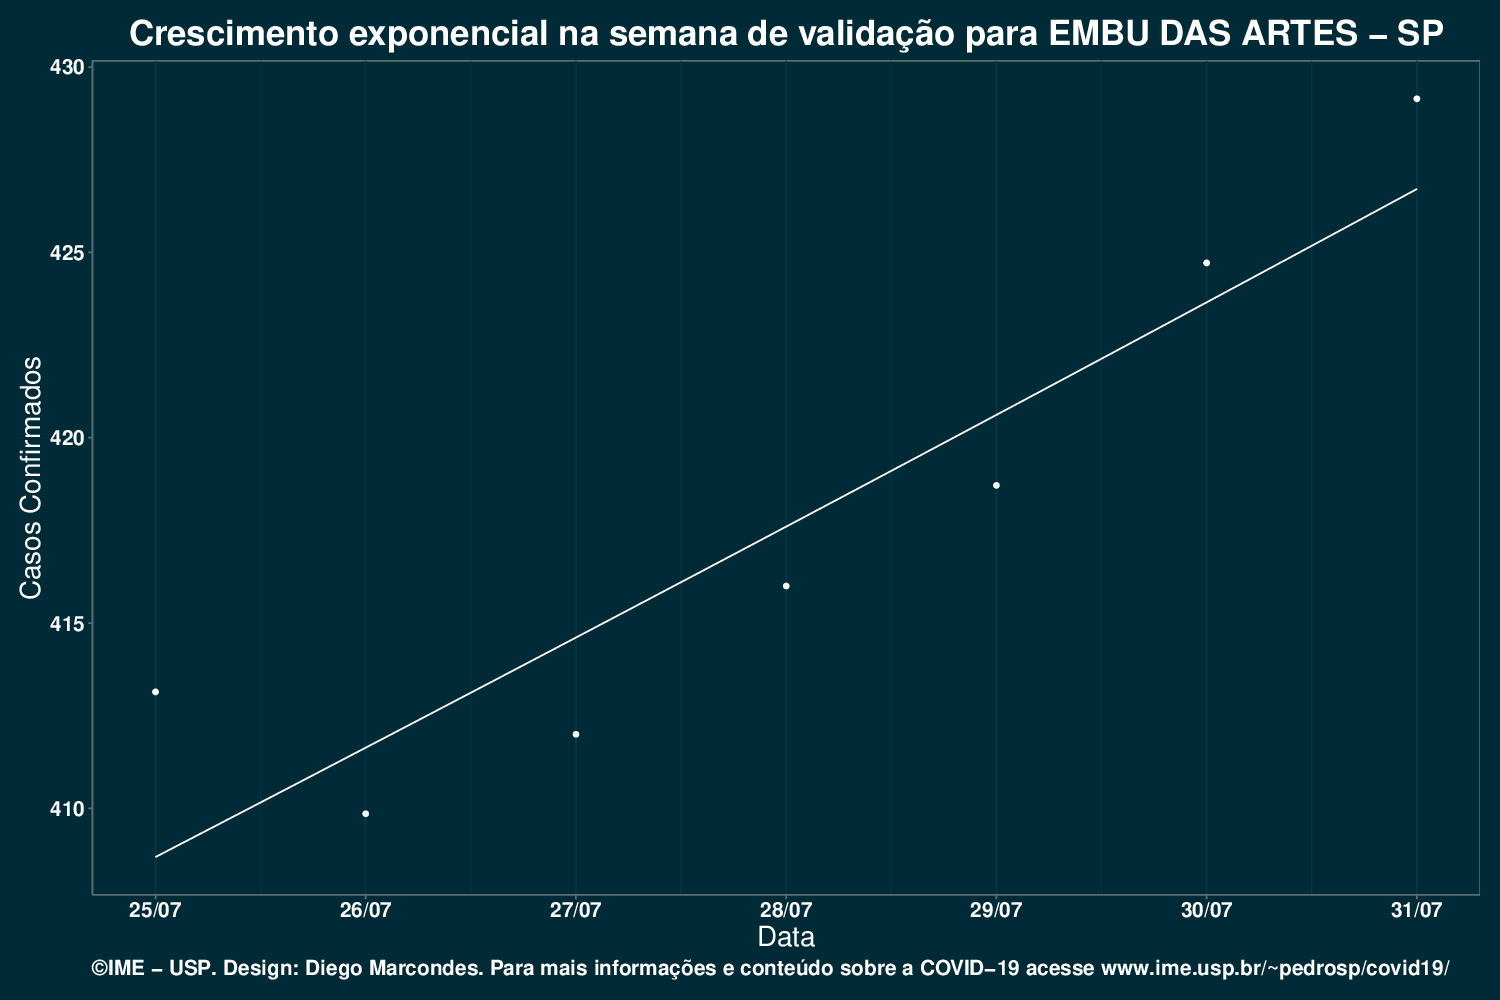 Crescimento exponencial na semana de validação para EMBU DAS ARTES – SP
430
425
420
415
410
Casos Confirmados
25/07 26/07 27/07 28/07 29/07 30/07 31/07
Data
©IME – USP. Design: Diego Marcondes. Para mais informações e conteúdo sobre a COVID–19 acesse www.ime.usp.br/~pedrosp/covid19/